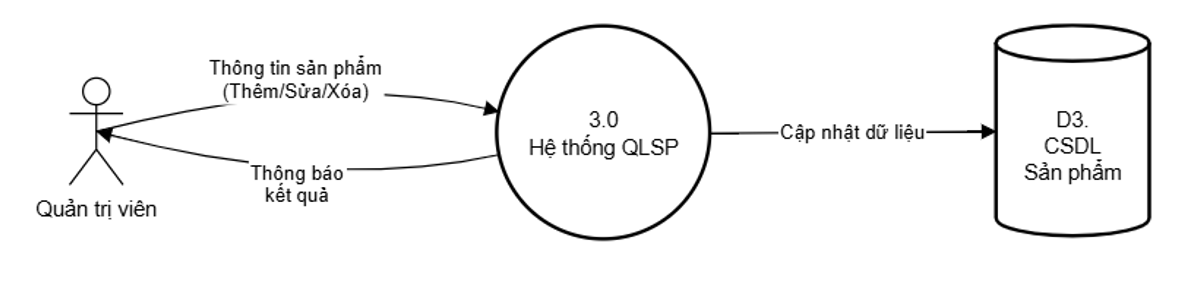 Thông tin sản phẩm
(Thêm/Sửa/Xóa)
3.0
Hệ thống QLSP
Cập nhật dữ liệu
D3.
CSDL
Sản phẩm
Thông báo
kết quả
Quản trị viên